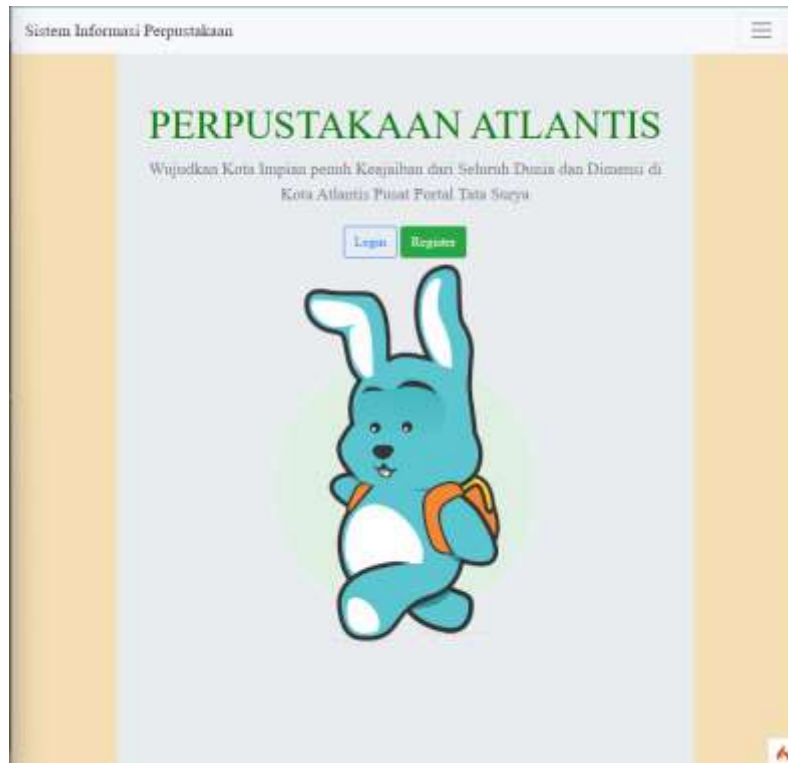 Sistem Informasi Perpustakaan
PERPUSTAKAAN ATLANTIS
Wujudkan Kota Impian penuh Keajaiban dari Seluruh Dunia dan Dimensi di
Kota Atlantis Pusat Portal Tata Surya
Login Register